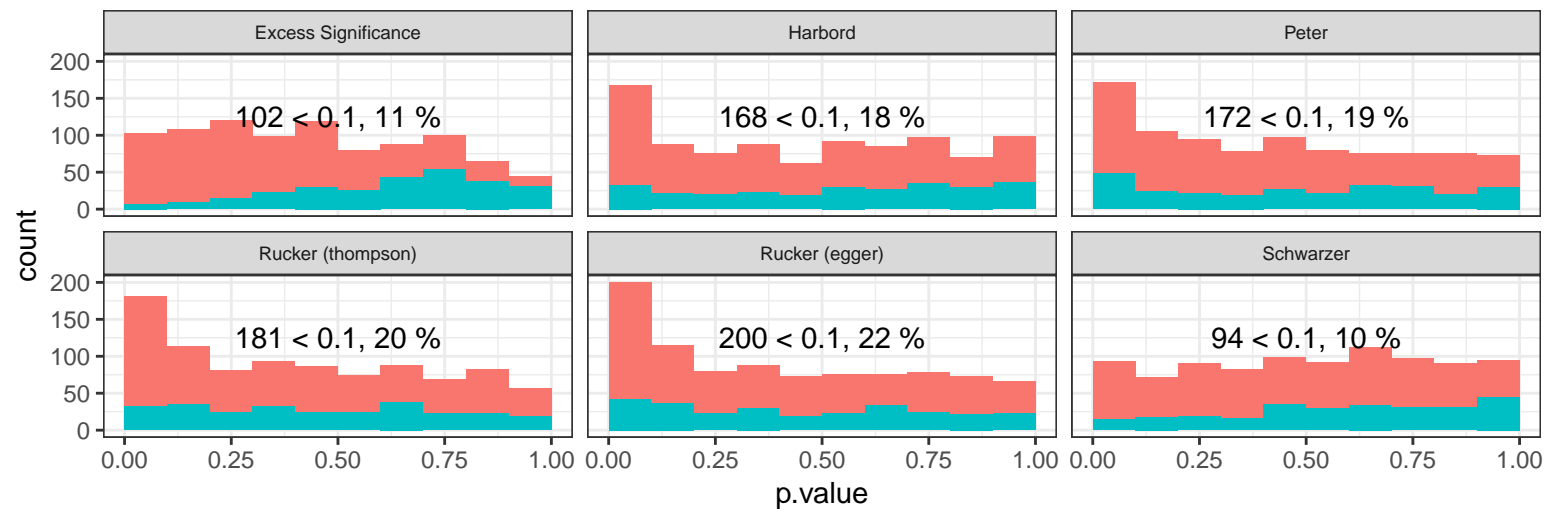 Excess Significance
Harbord
Peter
200
150
100
50
0
102 < 0.1, 11 %
168 < 0.1, 18 %
172 < 0.1, 19 %
count
Rucker (thompson)
Rucker (egger)
Schwarzer
200
150
100
50
0
181 < 0.1, 20 %
200 < 0.1, 22 %
94 < 0.1, 10 %
0.00 0.25 0.50 0.75 1.00
0.00 0.25 0.50 0.75 1.00
0.00 0.25 0.50 0.75 1.00
p.value